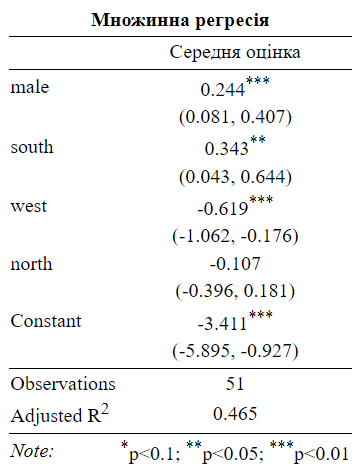 Множинна регресія
Середня оцінка
male 0.244***
(0.081, 0.407)
south 0.343**
(0.043, 0.644)
west -0.619***
(-1.062, -0.176)
north -0.107
(-0.396, 0.181)
Constant -3.411***
(-5.895, -0.927)
Observations 51
Adjusted R2 0.465
Note: *p<0.1; **p<0.05; ***p<0.01